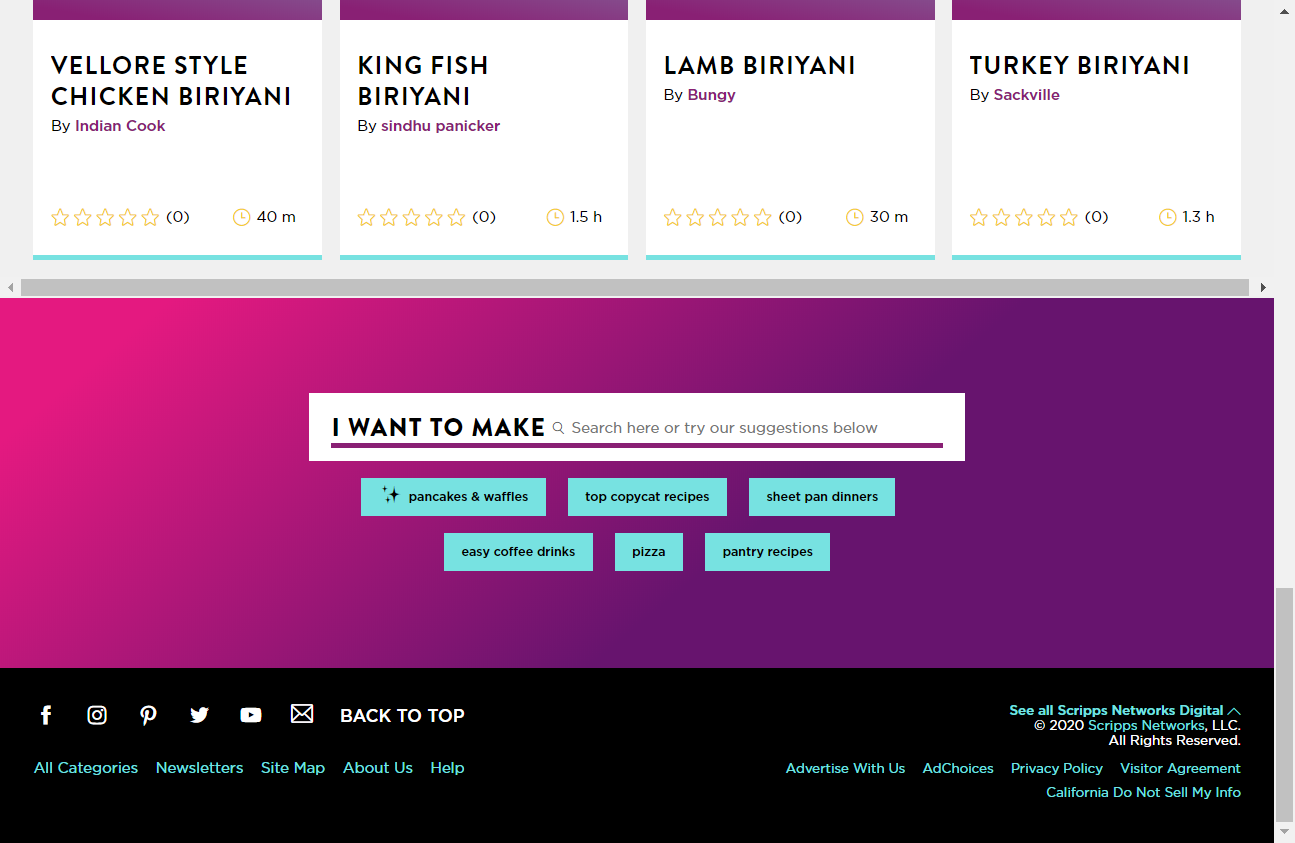 VELLORE STYLE
CHICKEN BIRIYANI
By Indian Cook
(0) 40 m
KING FISH
BIRIYANI
By sindhu panicker
(0) 1.5 h
LAMB BIRIYANI
By Bungy
(0) 30 m
TURKEY BIRIYANI
By Sackville
(0) 1.3 h
I WANT TO MAKE Search here or try our suggestions below
pancakes & waffles top copycat recipes sheet pan dinners
easy coffee drinks pizza pantry recipes
BACK TO TOP
All Categories Newsletters Site Map About Us Help
See all Scripps Networks Digital
© 2020 Scripps Networks, LLC.
All Rights Reserved.
Advertise With Us AdChoices Privacy Policy Visitor Agreement
California Do Not Sell My Info